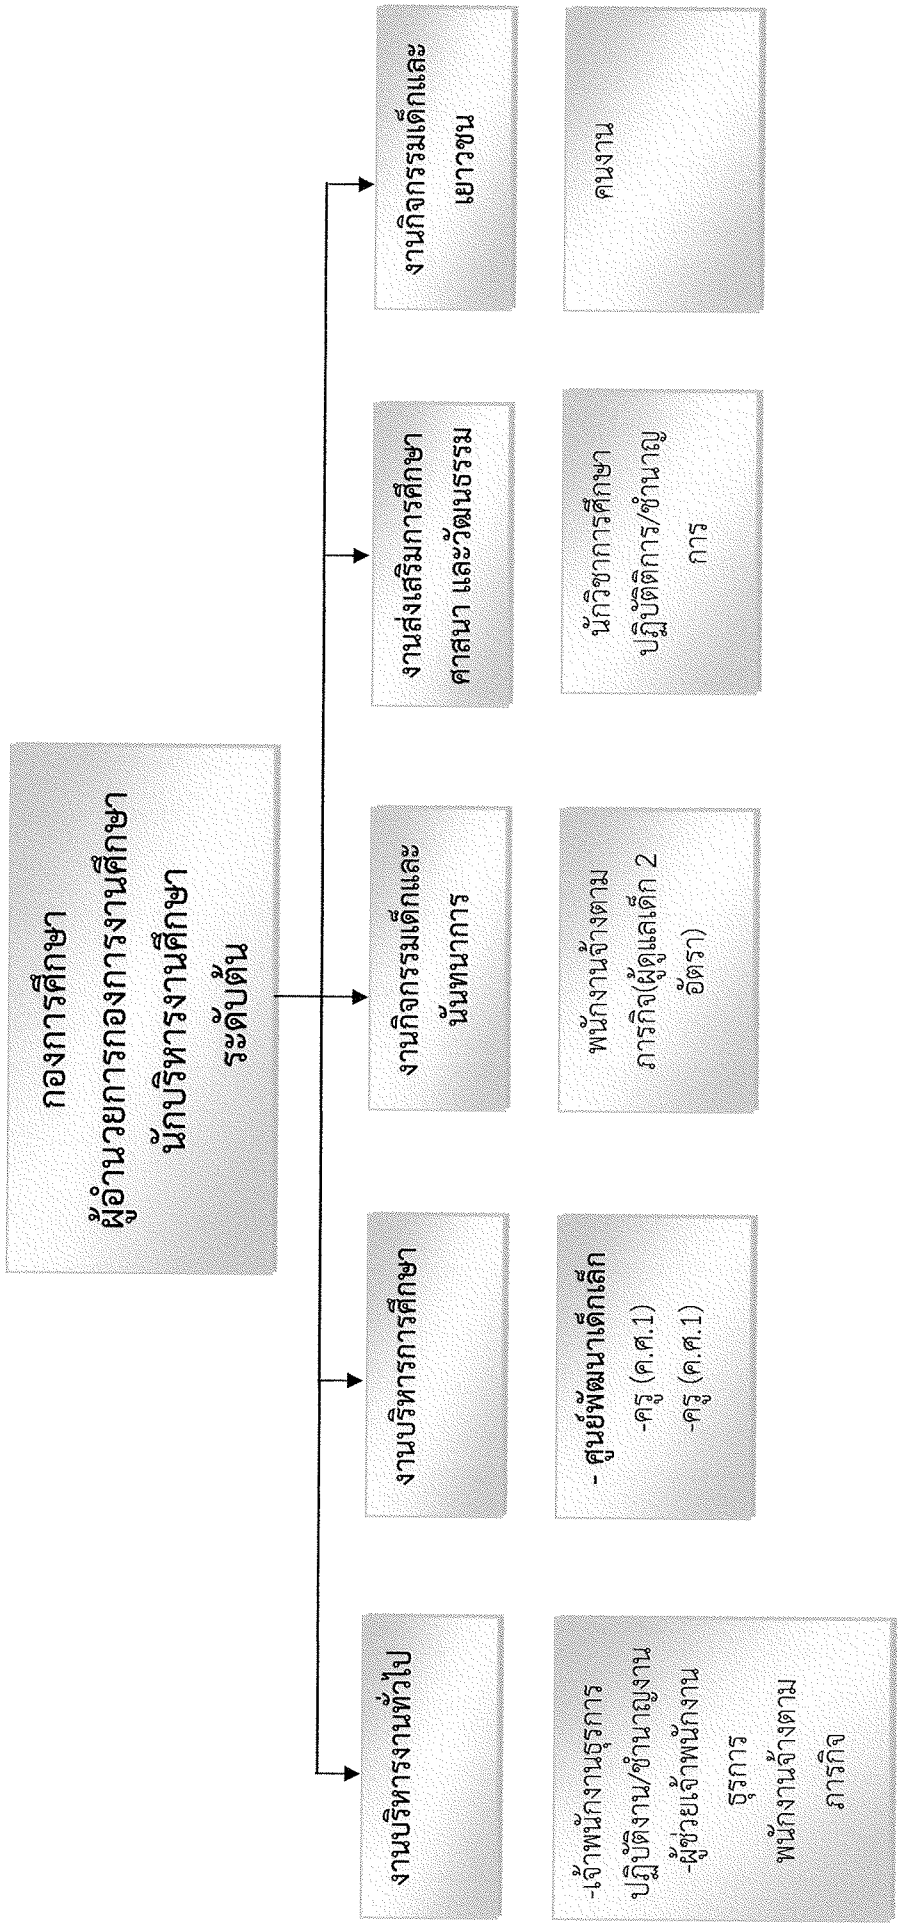 กองการศึกษา
ผู้อำนวยการกองการงานศึกษา
นักบริหารงานศึกษา
ระดับต้น
งานบริหารงานทั่วไป
งานบริหารการศึกษา
งานกิจกรรมเด็กและ
นันทนาการ
งานส่งเสริมการศึกษา
ศาสนา และวัฒนธรรม
งานกิจกรรมเด็กและ
เยาวชน
-เจ้าพนักงานธุรการ
ปฏิบัติงาน/ชำนาญงาน
-ผู้ช่วยเจ้าพนักงาน
ธุรการ
พนักงานจ้างตาม
ภารกิจ
- ศูนย์พัฒนาเด็กเล็ก
-ครู (ค.ศ.1)
-ครู (ค.ศ.1)
พนักงานจ้างตาม
ภารกิจ(ผู้ดูแลเด็ก 2
อัตรา)
นักวิชาการศึกษา
ปฏิบัติการ/ชำนาญ
การ
คนงาน